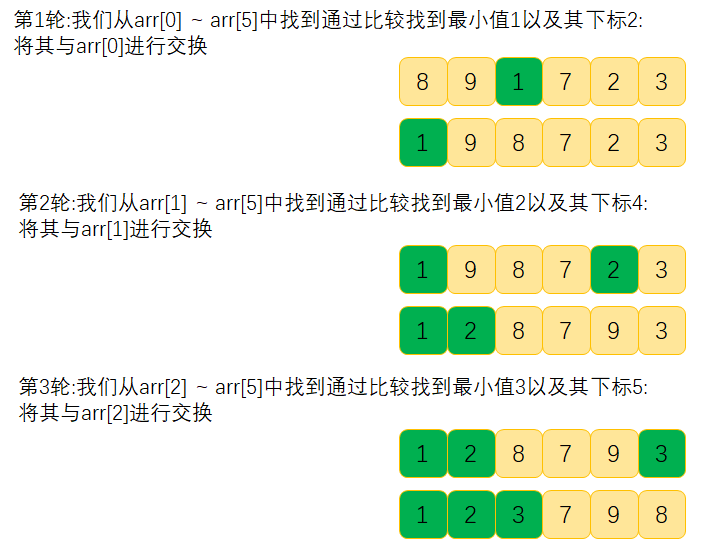 第1轮:我们从arr[0] ~ arr[5]中找到通过比较找到最小值1以及其下标2:
将其与arr[0]进行交换
8 9 1 7 2 3
1 9 8 7 2 3
第2轮:我们从arr[1] ~ arr[5]中找到通过比较找到最小值2以及其下标4:
将其与arr[1]进行交换
1 9 8 7 2 3
1 2 8 7 9 3
第3轮:我们从arr[2] ~ arr[5]中找到通过比较找到最小值3以及其下标5:
将其与arr[2]进行交换
1 2 8 7 9 3
1 2 3 7 9 8